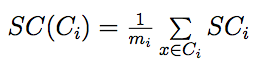 SC(C_i) = \frac{1}{m_i} \sum_{x \in C_i} SC_i